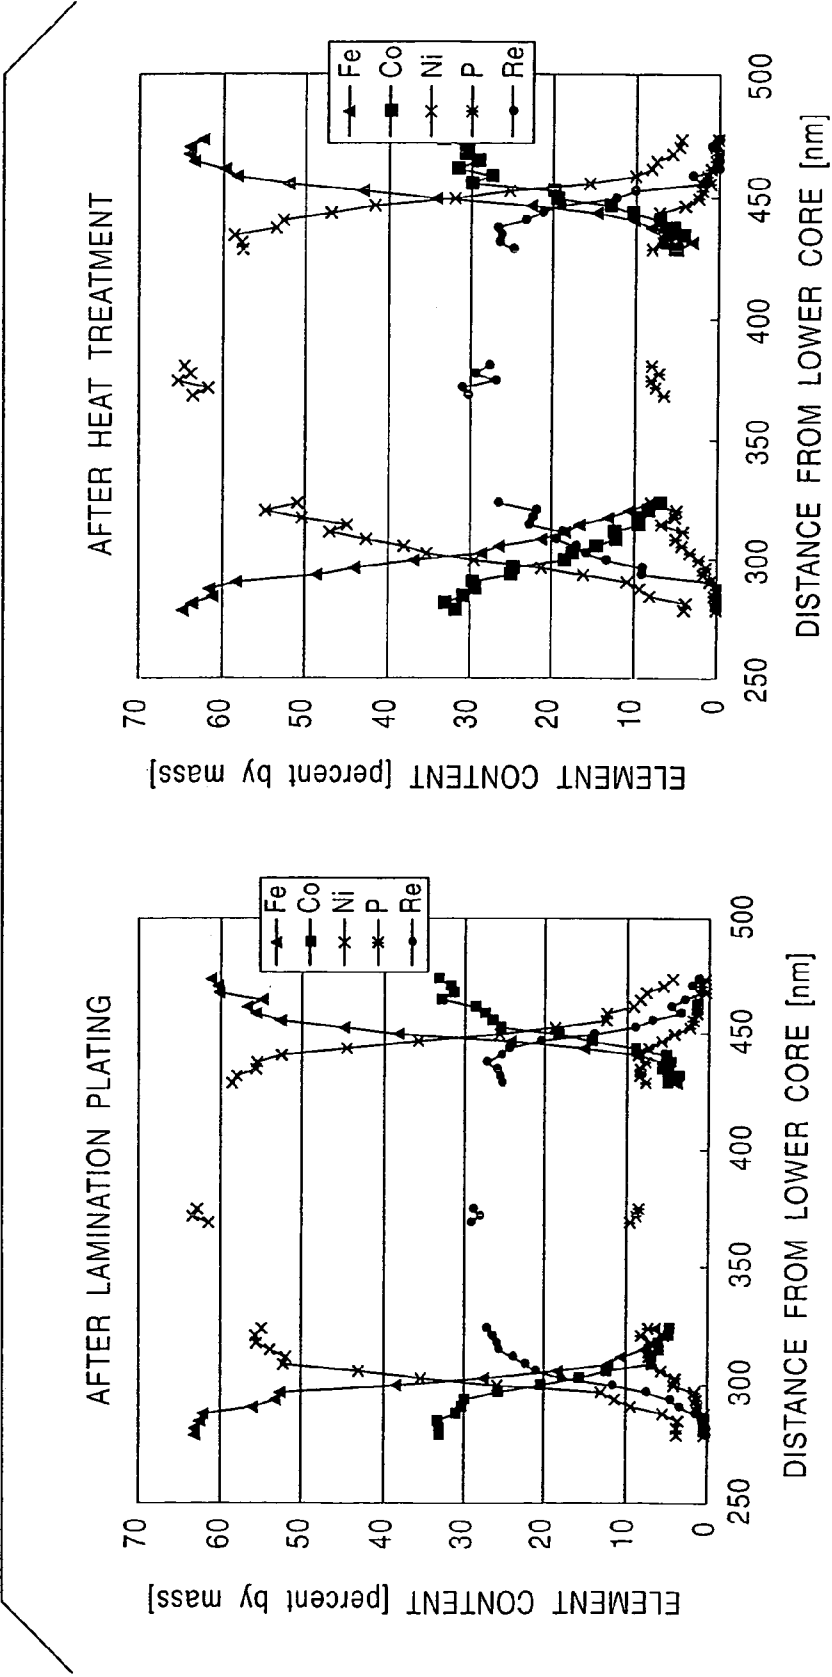 AFTER LAMINATION PLATING
70
60
50
40
30
20
10
0
ELEMENT CONTENT [percent by mass]
250
300
350
400
450
500
DISTANCE FROM LOWER CORE [nm]
Fe
Co
Ni
P
Re
AFTER HEAT TREATMENT
70
60
50
40
30
20
10
0
ELEMENT CONTENT [percent by mass]
250
300
350
400
450
500
DISTANCE FROM LOWER CORE [nm]
Fe
Co
Ni
P
Re